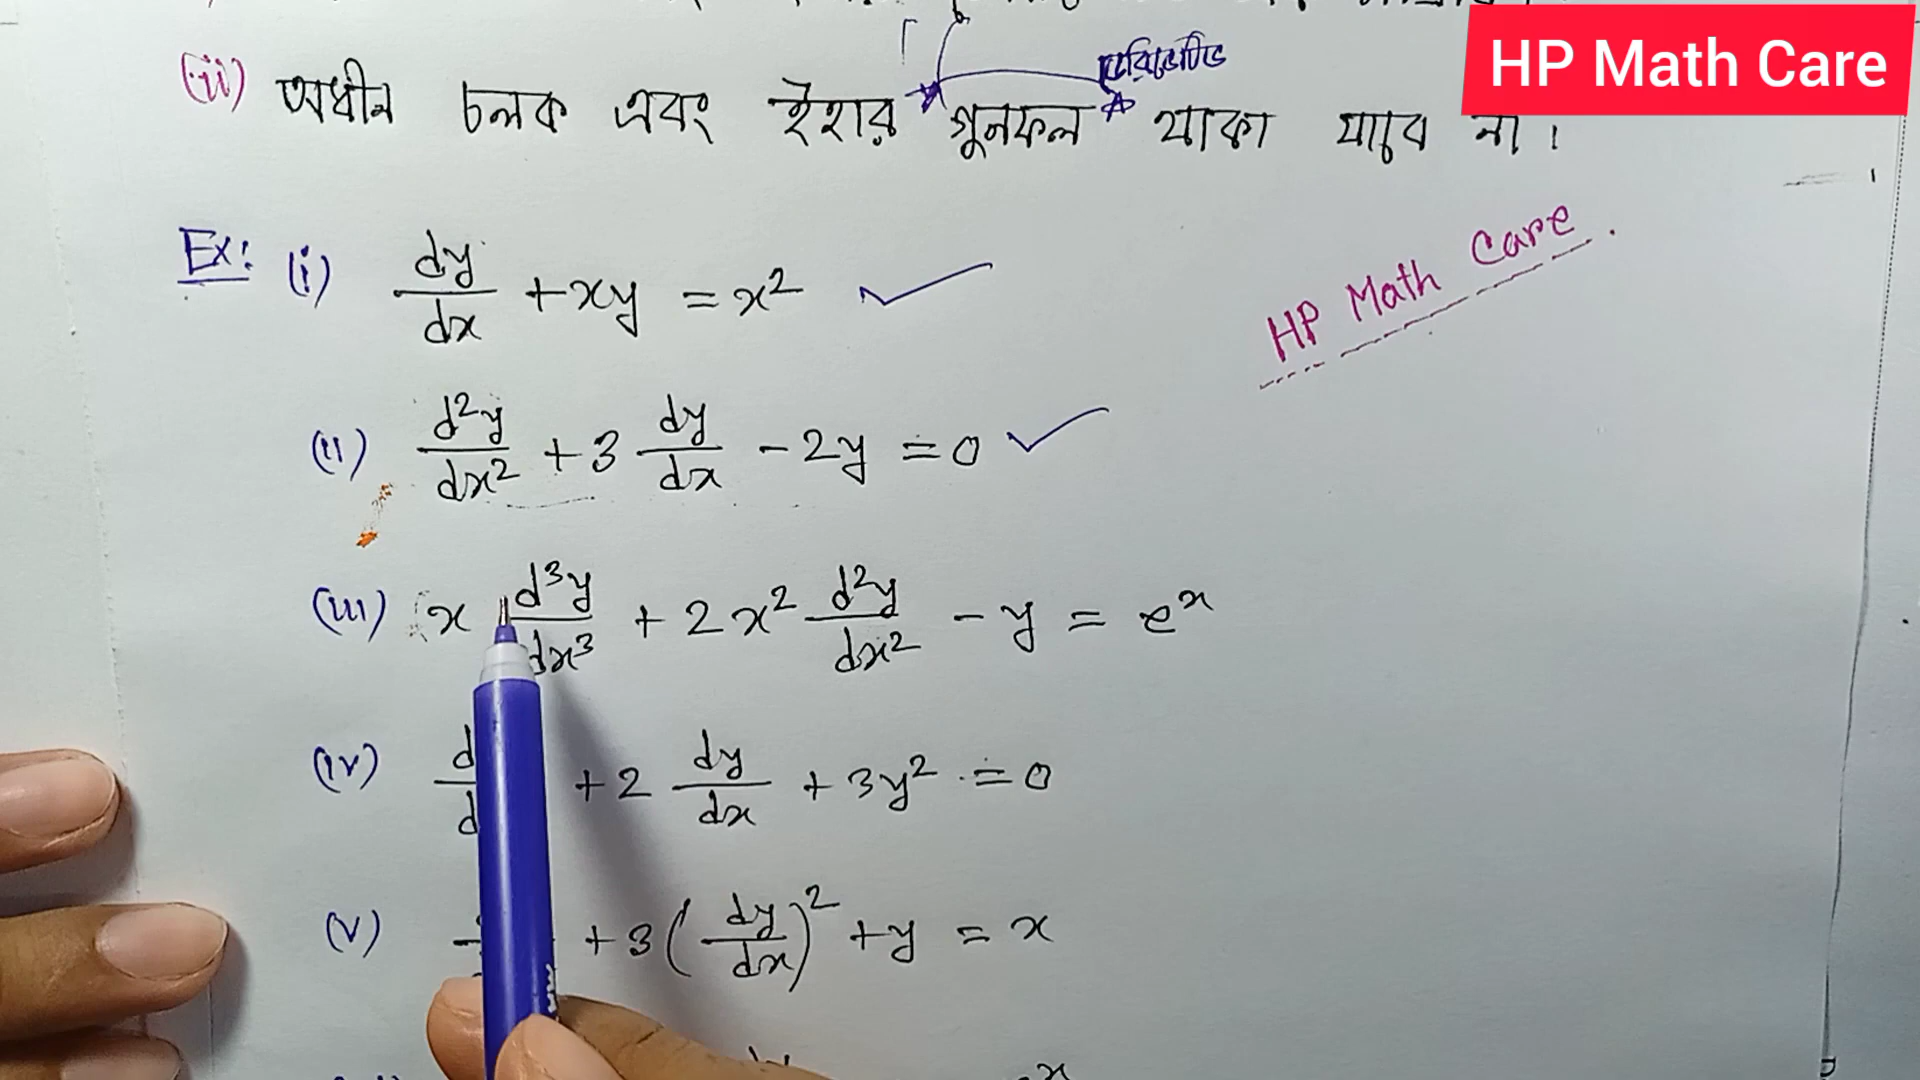 HP Math Care
ডেরিভেটিভ
(ii) অধীন চলক এবং ইহার গুনফল থাকা যাবে না।
Ex: (i) dy/dx + xy = x²
HP Math Care.
(ii) d²y/dx² + 3 dy/dx - 2y = 0
(iii) x d³y/dx³ + 2x² d²y/dx² - y = eˣ
(iv) + 2 dy/dx + 3y² = 0
(v) + 3(dy/dx)² + y = x